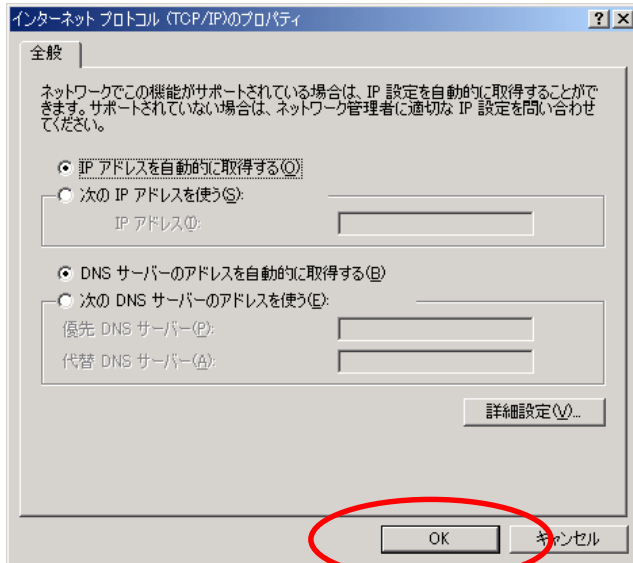 インターネット プロトコル (TCP/IP)のプロパティ
全般
ネットワークでこの機能がサポートされている場合は、IP 設定を自動的に取得することがで
きます。サポートされていない場合は、ネットワーク管理者に適切な IP 設定を問い合わせ
てください。
IP アドレスを自動的に取得する(O)
次の IP アドレスを使う(S):
IP アドレス(I):
DNS サーバーのアドレスを自動的に取得する(B)
次の DNS サーバーのアドレスを使う(E):
優先 DNS サーバー(P):
代替 DNS サーバー(A):
詳細設定(V)...
OK キャンセル